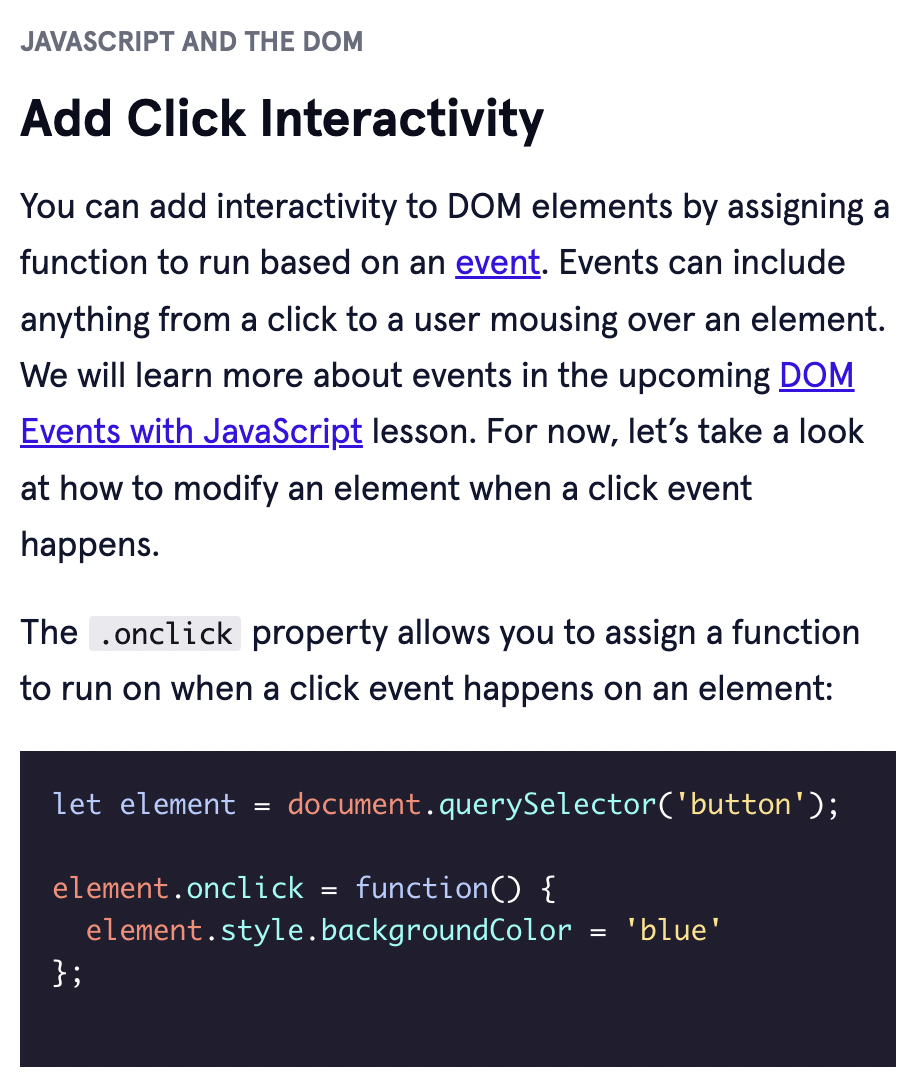 JAVASCRIPT AND THE DOM
Add Click Interactivity
You can add interactivity to DOM elements by assigning a
function to run based on an event. Events can include
anything from a click to a user mousing over an element.
We will learn more about events in the upcoming DOM
Events with JavaScript lesson. For now, let’s take a look
at how to modify an element when a click event
happens.
The .onclick property allows you to assign a function
to run on when a click event happens on an element:
let element = document.querySelector('button');
element.onclick = function() {
  element.style.backgroundColor = 'blue'
};